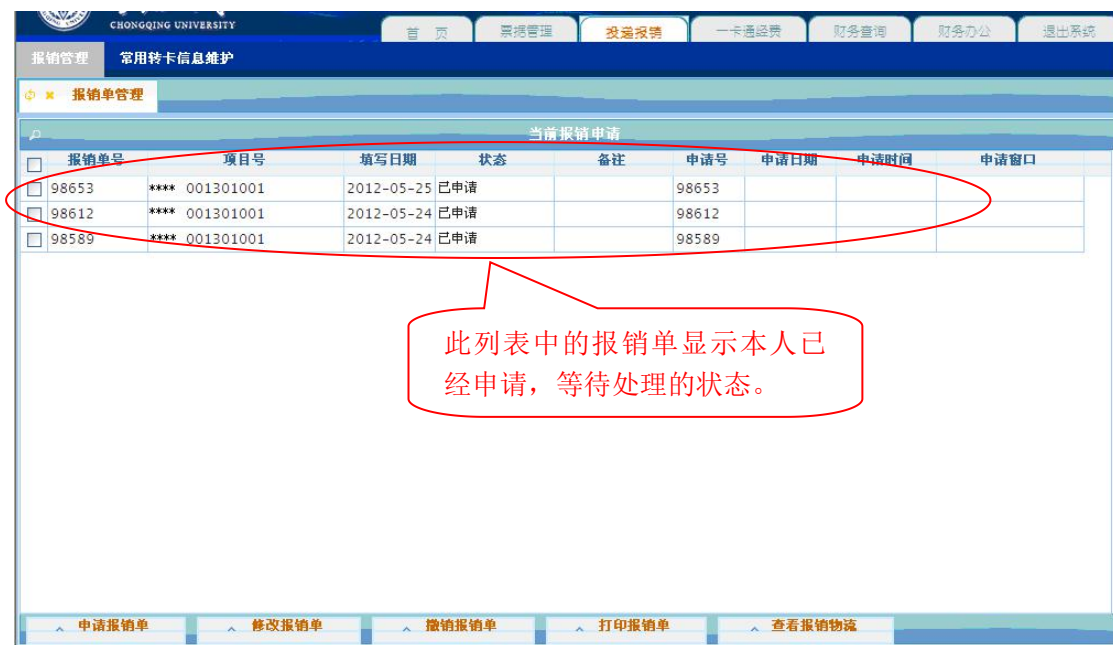 CHONGQING UNIVERSITY
首 页 票据管理 投递报销 一卡通经费 财务查询 财务办公 退出系统
报销管理 常用转卡信息维护
报销单管理
当前报销申请
报销单号 项目号 填写日期 状态 备注 申请号 申请日期 申请时间 申请窗口
98653 **** 001301001 2012-05-25 已申请 98653
98612 **** 001301001 2012-05-24 已申请 98612
98589 **** 001301001 2012-05-24 已申请 98589
此列表中的报销单显示本人已
经申请，等待处理的状态。
申请报销单 修改报销单 撤销报销单 打印报销单 查看报销物流